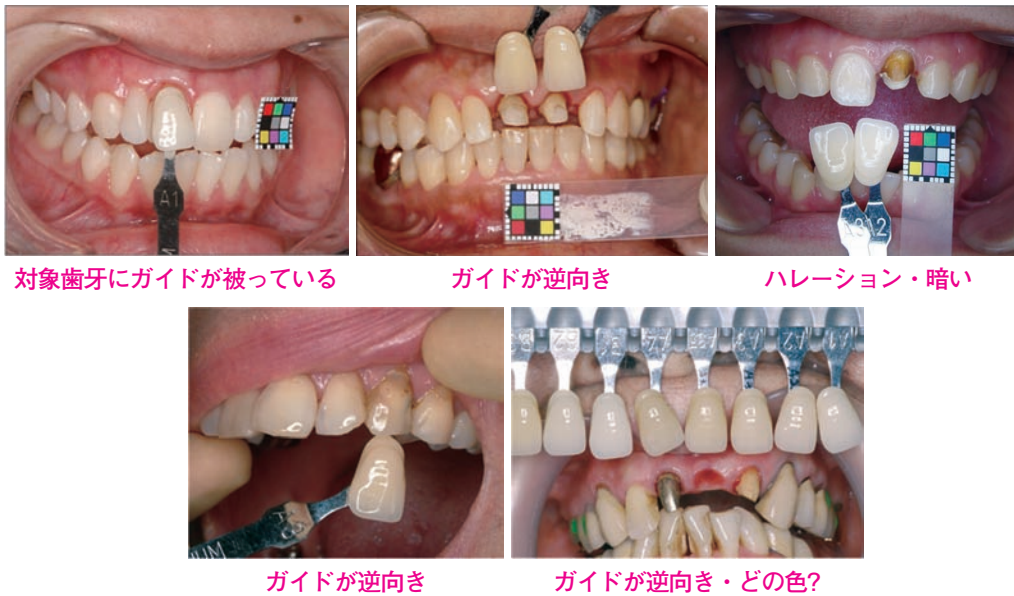 A1
対象歯牙にガイドが被っている
ガイドが逆向き
ハレーション・暗い
ガイドが逆向き
ガイドが逆向き・どの色?